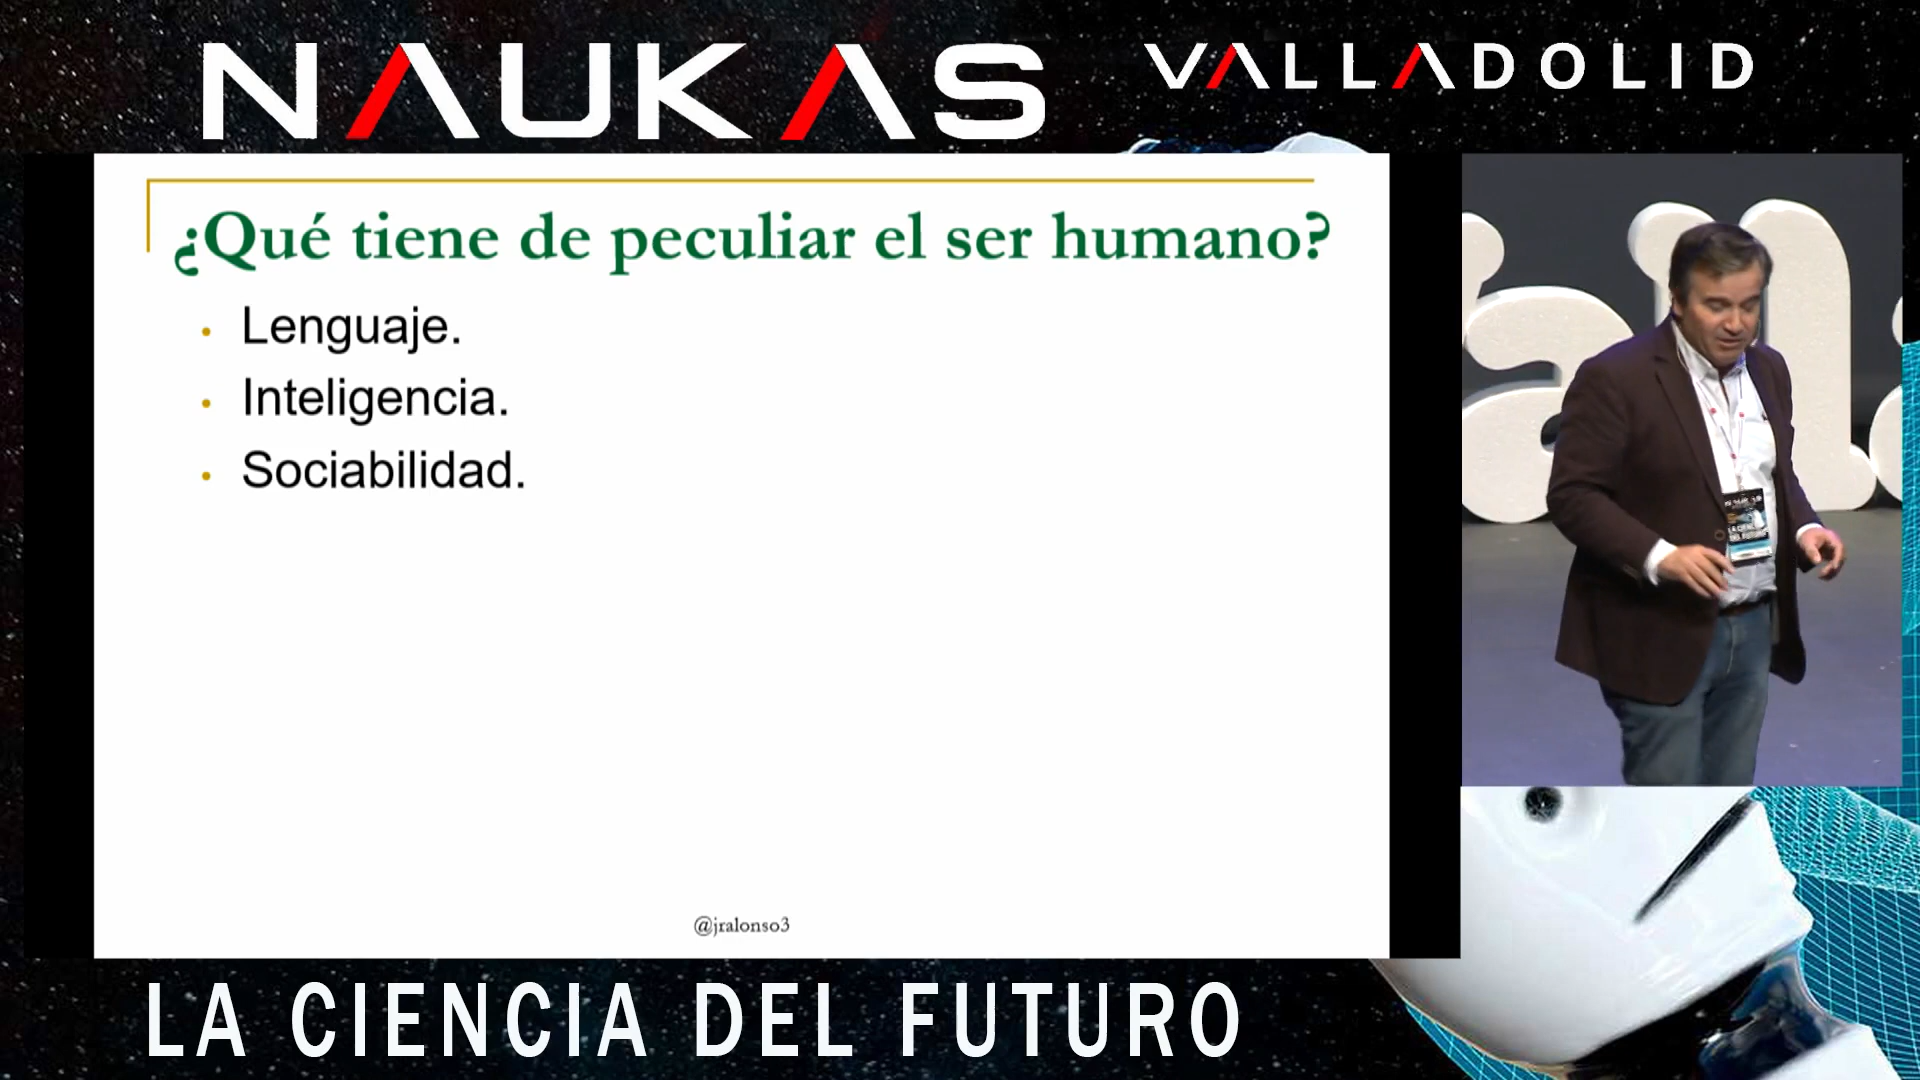 NAUKAS VALLADOLID
¿Qué tiene de peculiar el ser humano?
• Lenguaje.
• Inteligencia.
• Sociabilidad.
@jralonso3
LA CIENCIA DEL FUTURO